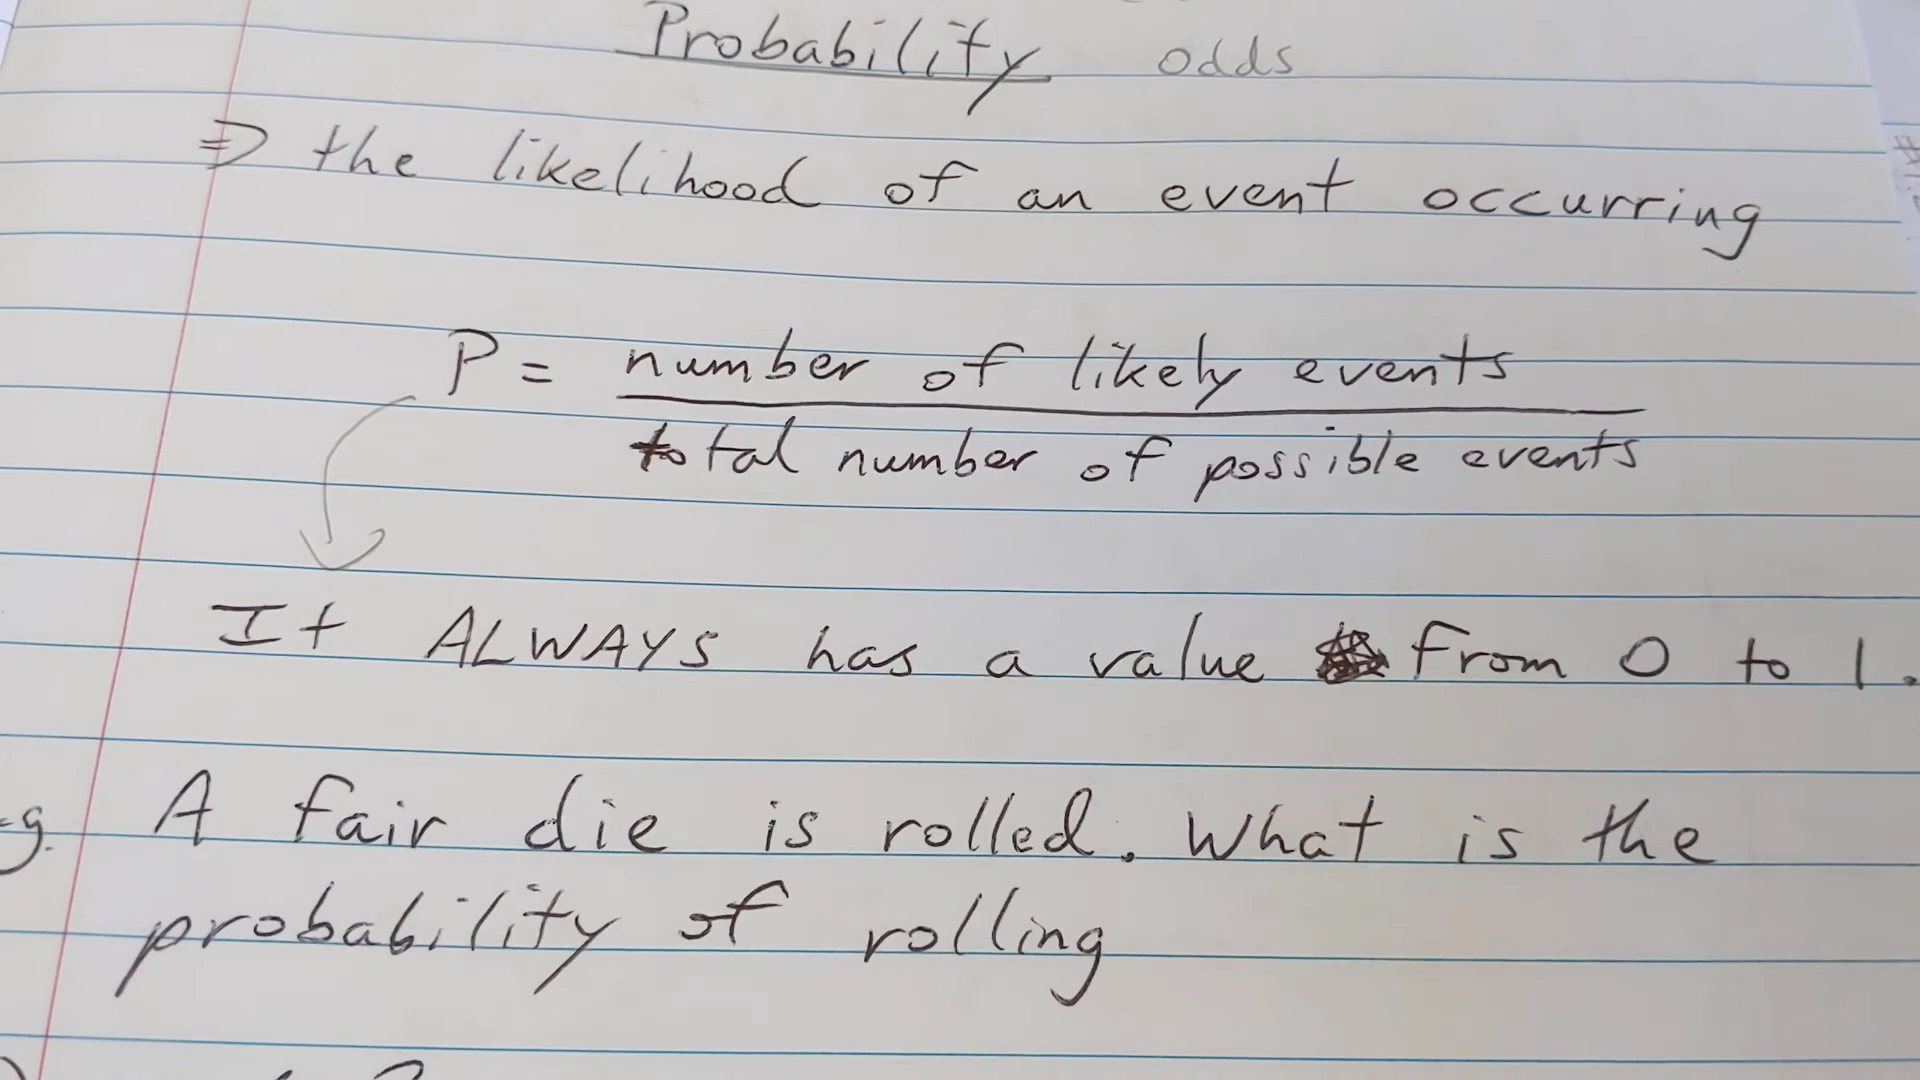 Probability odds
⇒ the likelihood of an event occurring
P = number of likely events
total number of possible events
It ALWAYS has a value from 0 to 1.
g. A fair die is rolled. What is the
probability of rolling